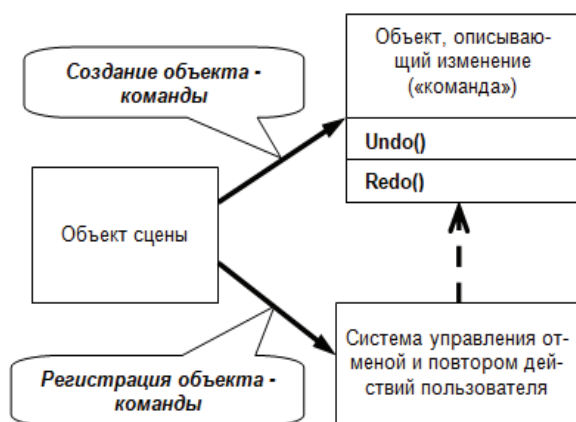 Создание объекта -
команды
Объект, описываю-
щий изменение
(«команда»)
Undo()
Redo()
Объект сцены
Регистрация объекта -
команды
Система управления от-
меной и повтором дей-
ствий пользователя